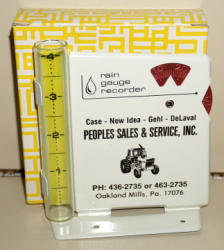 rain
gauge
recorder
Case - New Idea - Gehl - DeLaval
PEOPLES SALES & SERVICE, INC.
PH: 436-2735 or 463-2735
Oakland Mills, Pa. 17076
4
3
2
1